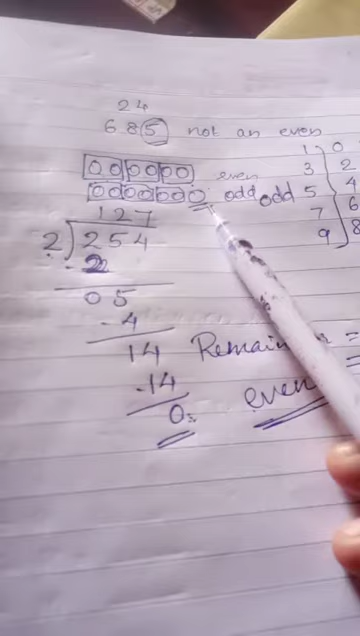 24
685 not an even
000000 even
0000000 odd odd
1 0
3 2
5 4
7 6
9 8
127
2)254
-2
05
-4
14
-14
0
Remain =
even